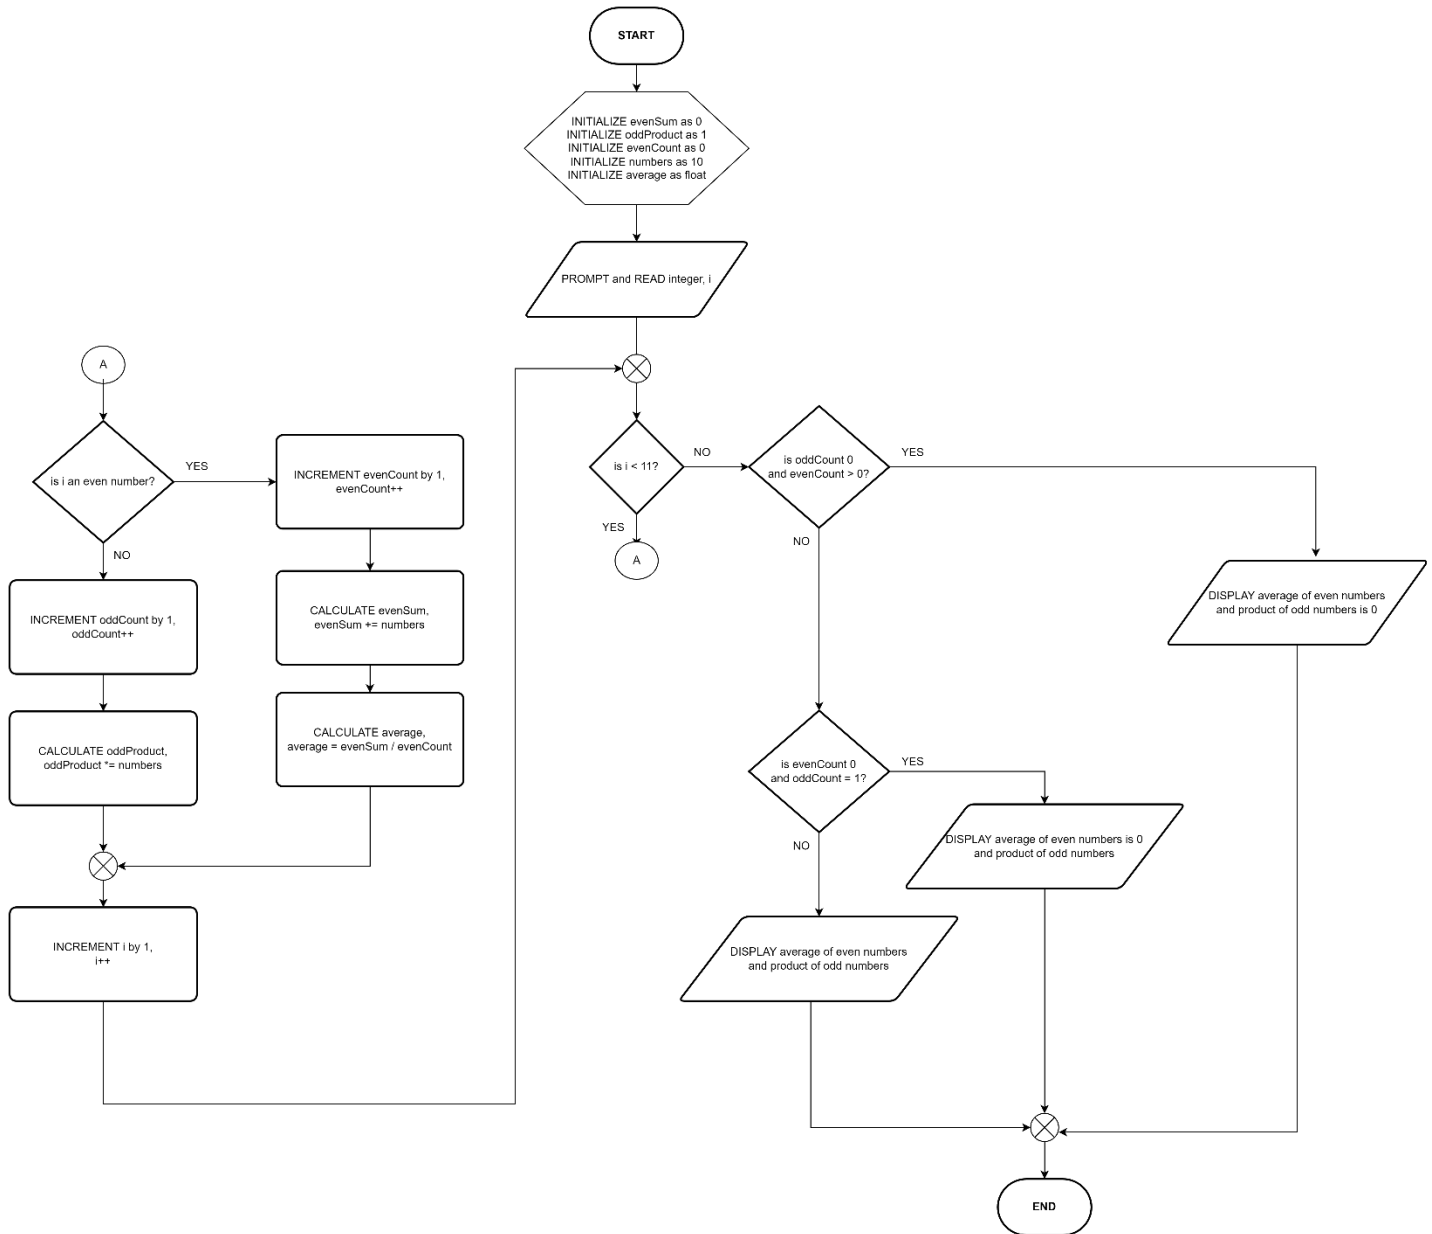 START
INITIALIZE evenSum as 0
INITIALIZE oddProduct as 1
INITIALIZE evenCount as 0
INITIALIZE numbers as 10
INITIALIZE average as float
PROMPT and READ integer, i
A
is i an even number?
YES
NO
INCREMENT evenCount by 1,
evenCount++
CALCULATE evenSum,
evenSum += numbers
CALCULATE average,
average = evenSum / evenCount
INCREMENT oddCount by 1,
oddCount++
CALCULATE oddProduct,
oddProduct *= numbers
INCREMENT i by 1,
i++
is i < 11?
NO
YES
A
is oddCount 0
and evenCount > 0?
YES
NO
DISPLAY average of even numbers
and product of odd numbers is 0
is evenCount 0
and oddCount = 1?
YES
NO
DISPLAY average of even numbers is 0
and product of odd numbers
DISPLAY average of even numbers
and product of odd numbers
END